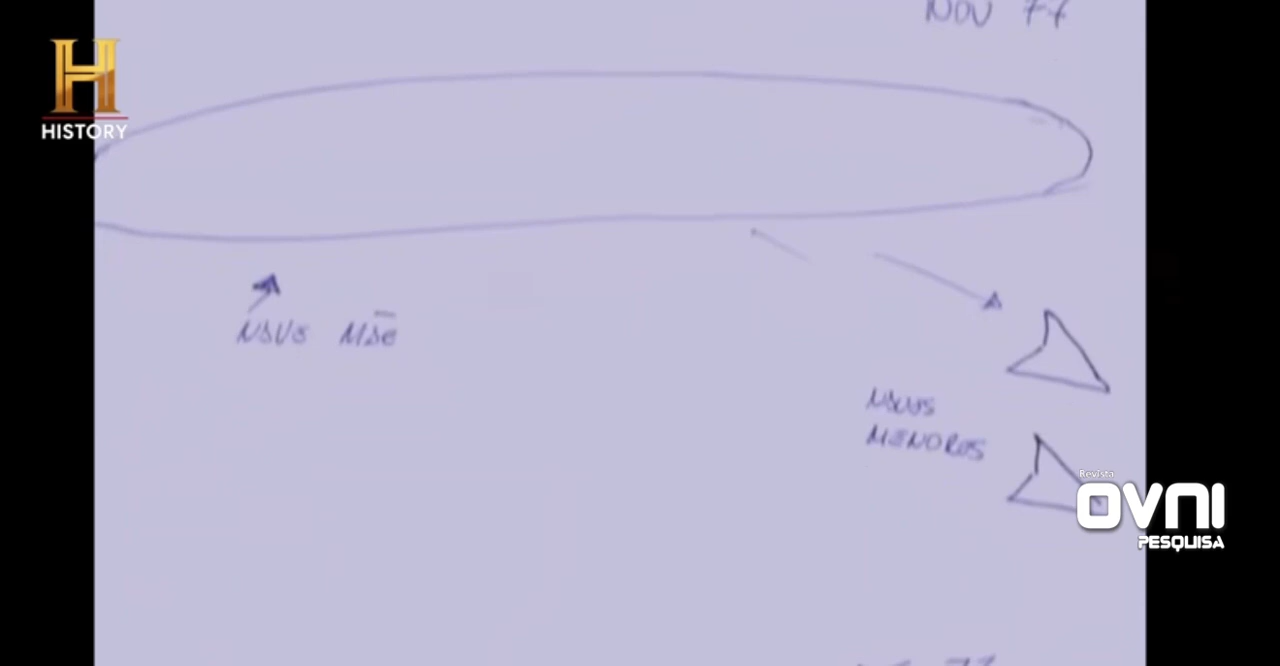 NOV 77
H
HISTORY
NAVE MÃE
NAVES
MENORES
Revista
OVNI
PESQUISA